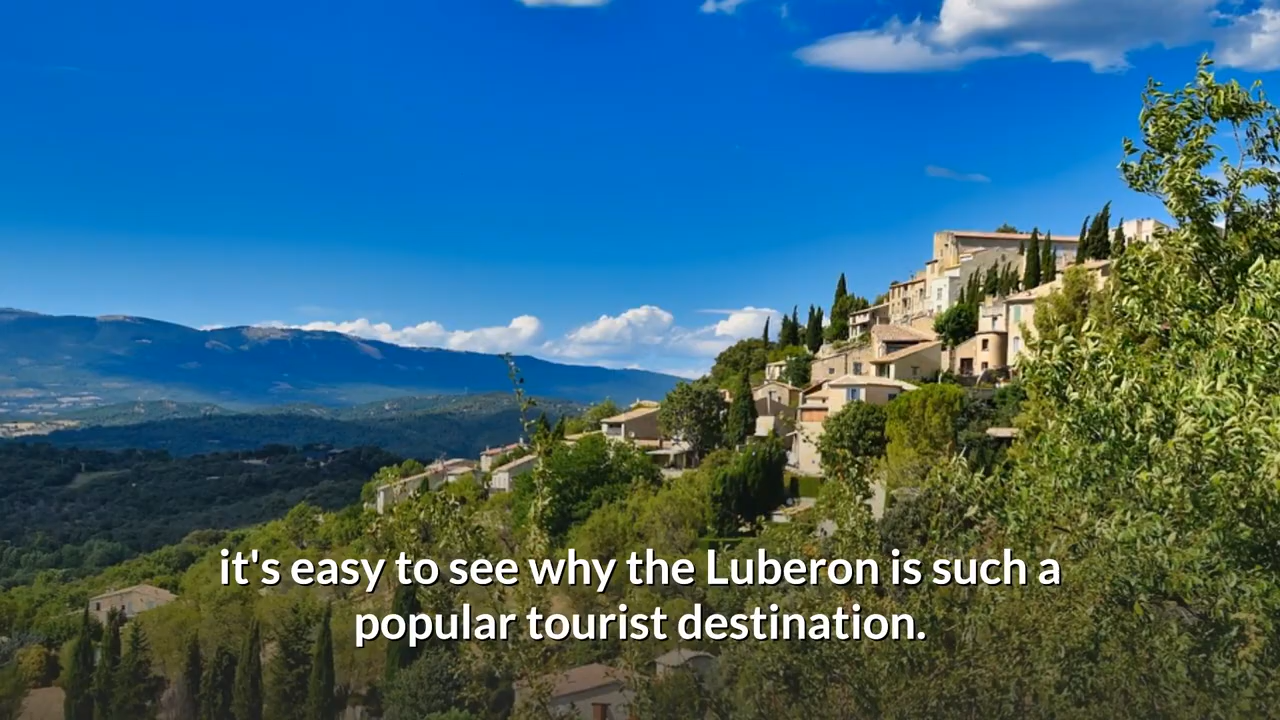 it's easy to see why the Luberon is such a
popular tourist destination.